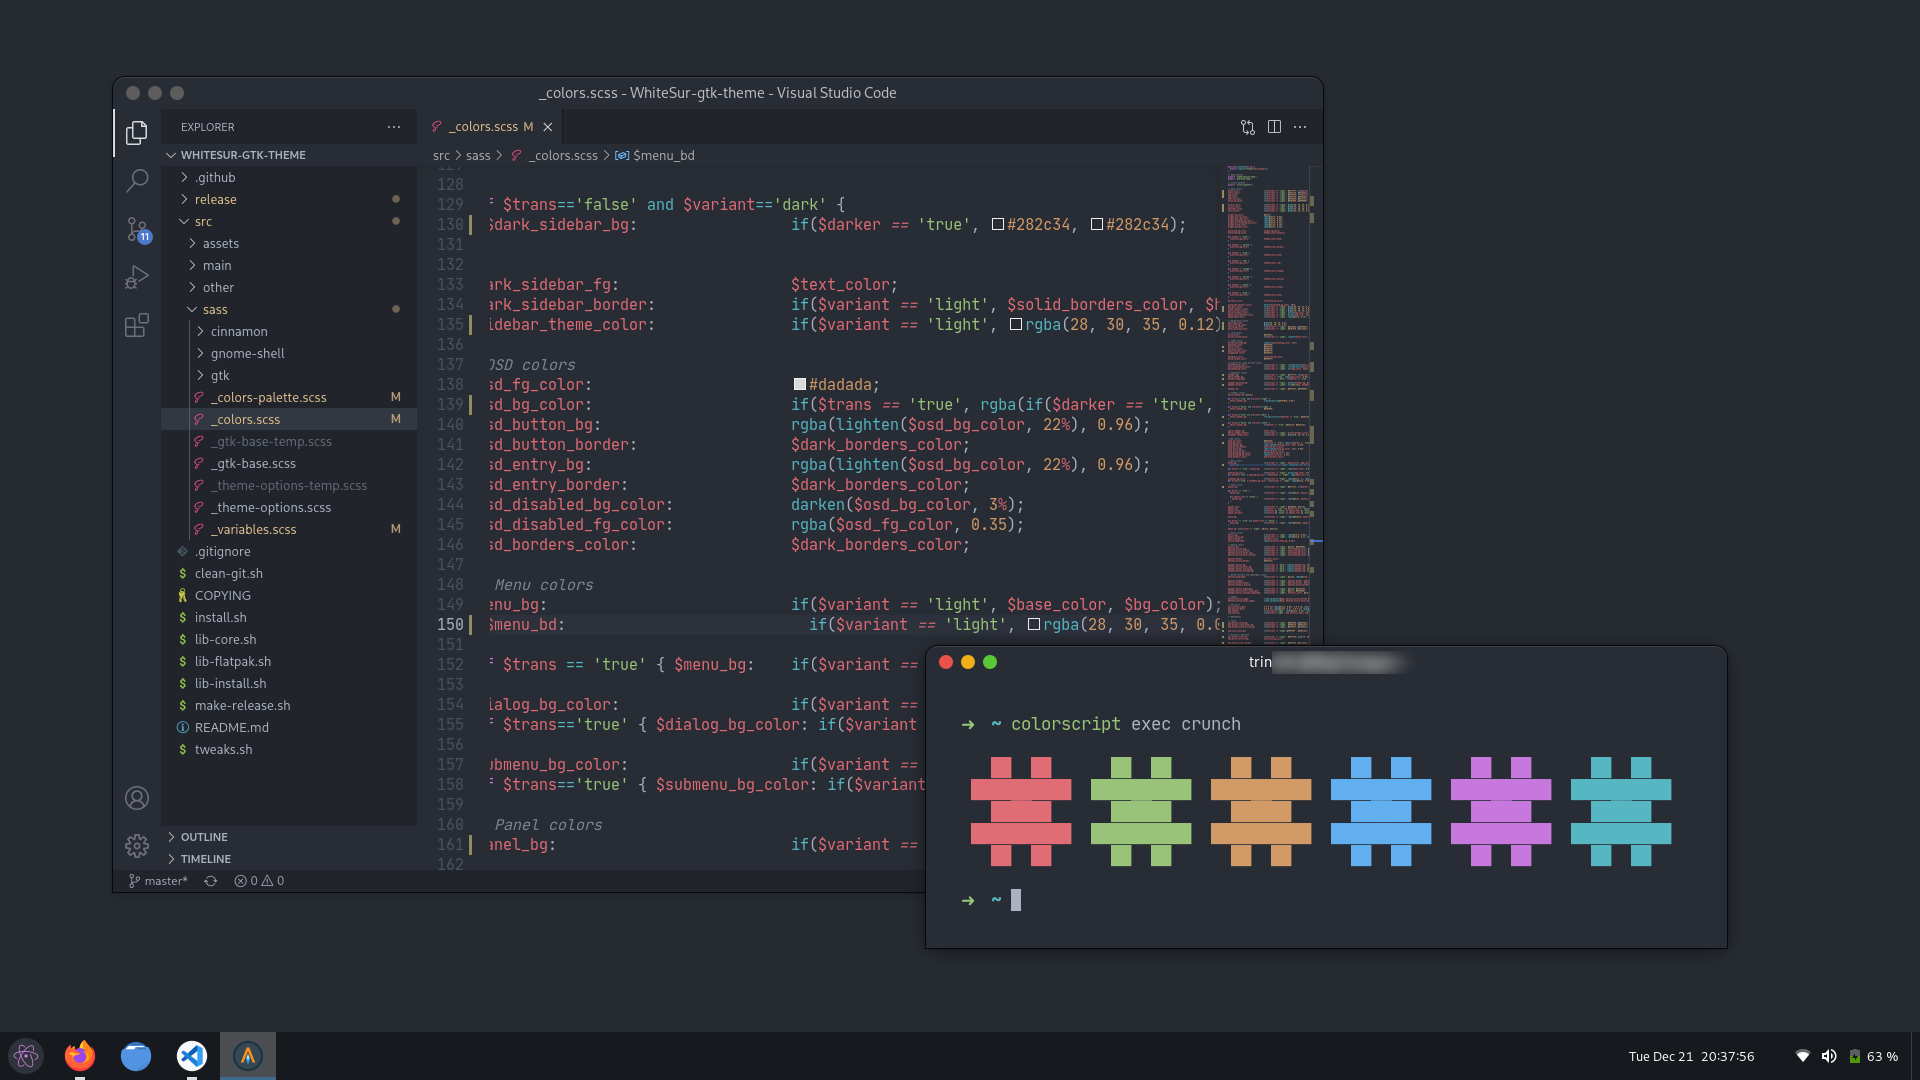 _colors.scss - WhiteSur-gtk-theme - Visual Studio Code
EXPLORER
WHITESUR-GTK-THEME
.github
release
src
assets
main
other
sass
cinnamon
gnome-shell
gtk
_colors-palette.scss M
_colors.scss M
_gtk-base-temp.scss
_gtk-base.scss
_theme-options-temp.scss
_theme-options.scss
_variables.scss M
.gitignore
clean-git.sh
COPYING
install.sh
lib-core.sh
lib-flatpak.sh
lib-install.sh
make-release.sh
README.md
tweaks.sh
OUTLINE
TIMELINE
11
master* 0 0
_colors.scss M
src > sass > _colors.scss > $menu_bd
127
128
129 f $trans=='false' and $variant=='dark' {
130 $dark_sidebar_bg: if($darker == 'true', #282c34, #282c34);
131
132
133 ark_sidebar_fg: $text_color;
134 ark_sidebar_border: if($variant == 'light', $solid_borders_color, $h
135 idebar_theme_color: if($variant == 'light', rgba(28, 30, 35, 0.12)
136
137 OSD colors
138 sd_fg_color: #dadada;
139 sd_bg_color: if($trans == 'true', rgba(if($darker == 'true',
140 sd_button_bg: rgba(lighten($osd_bg_color, 22%), 0.96);
141 sd_button_border: $dark_borders_color;
142 sd_entry_bg: rgba(lighten($osd_bg_color, 22%), 0.96);
143 sd_entry_border: $dark_borders_color;
144 sd_disabled_bg_color: darken($osd_bg_color, 3%);
145 sd_disabled_fg_color: rgba($osd_fg_color, 0.35);
146 sd_borders_color: $dark_borders_color;
147
148 Menu colors
149 enu_bg: if($variant == 'light', $base_color, $bg_color);
150 $menu_bd: if($variant == 'light', rgba(28, 30, 35, 0.0
151
152 f $trans == 'true' { $menu_bg: if($variant ==
153
154 ialog_bg_color: if($variant ==
155 f $trans=='true' { $dialog_bg_color: if($variant
156
157 ubmenu_bg_color: if($variant ==
158 f $trans=='true' { $submenu_bg_color: if($variant
159
160 Panel colors
161 anel_bg: if($variant ==
162
trin
➜ ~ colorscript exec crunch
➜ ~
Tue Dec 21 20:37:56
63 %